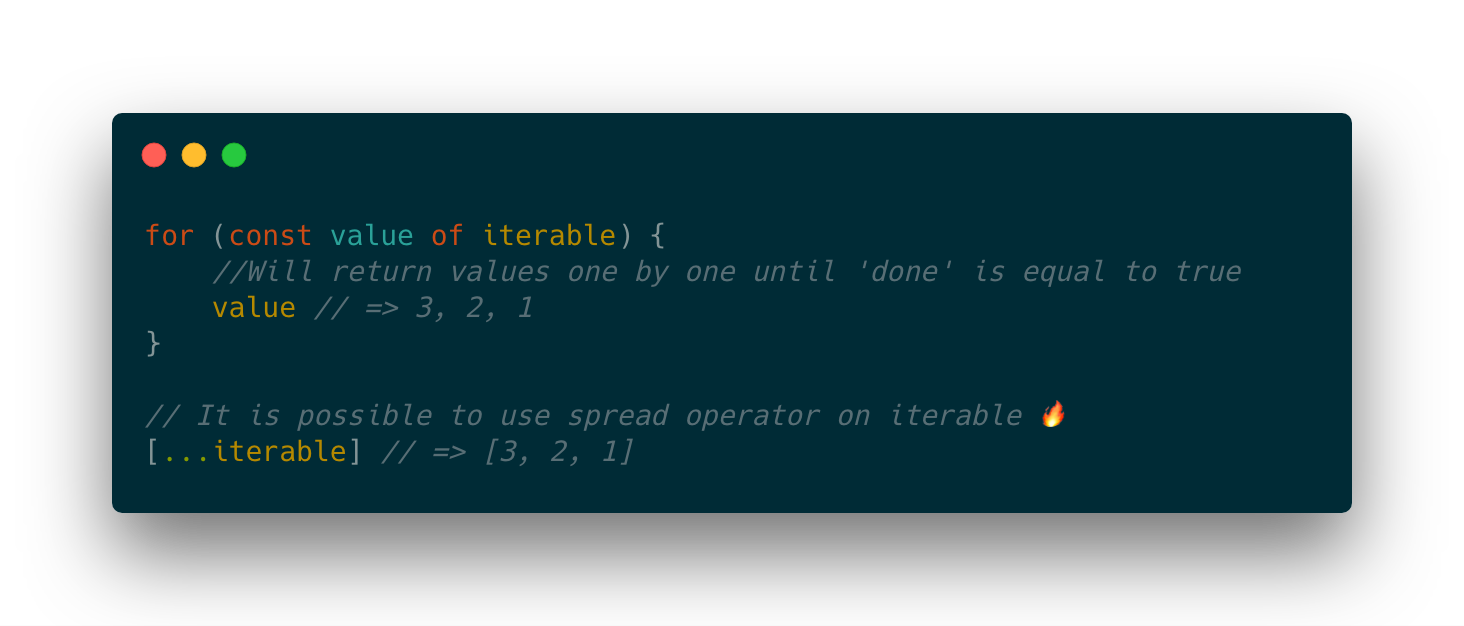 for (const value of iterable) {
    //Will return values one by one until 'done' is equal to true
    value // => 3, 2, 1
}
// It is possible to use spread operator on iterable 🔥
[...iterable] // => [3, 2, 1]